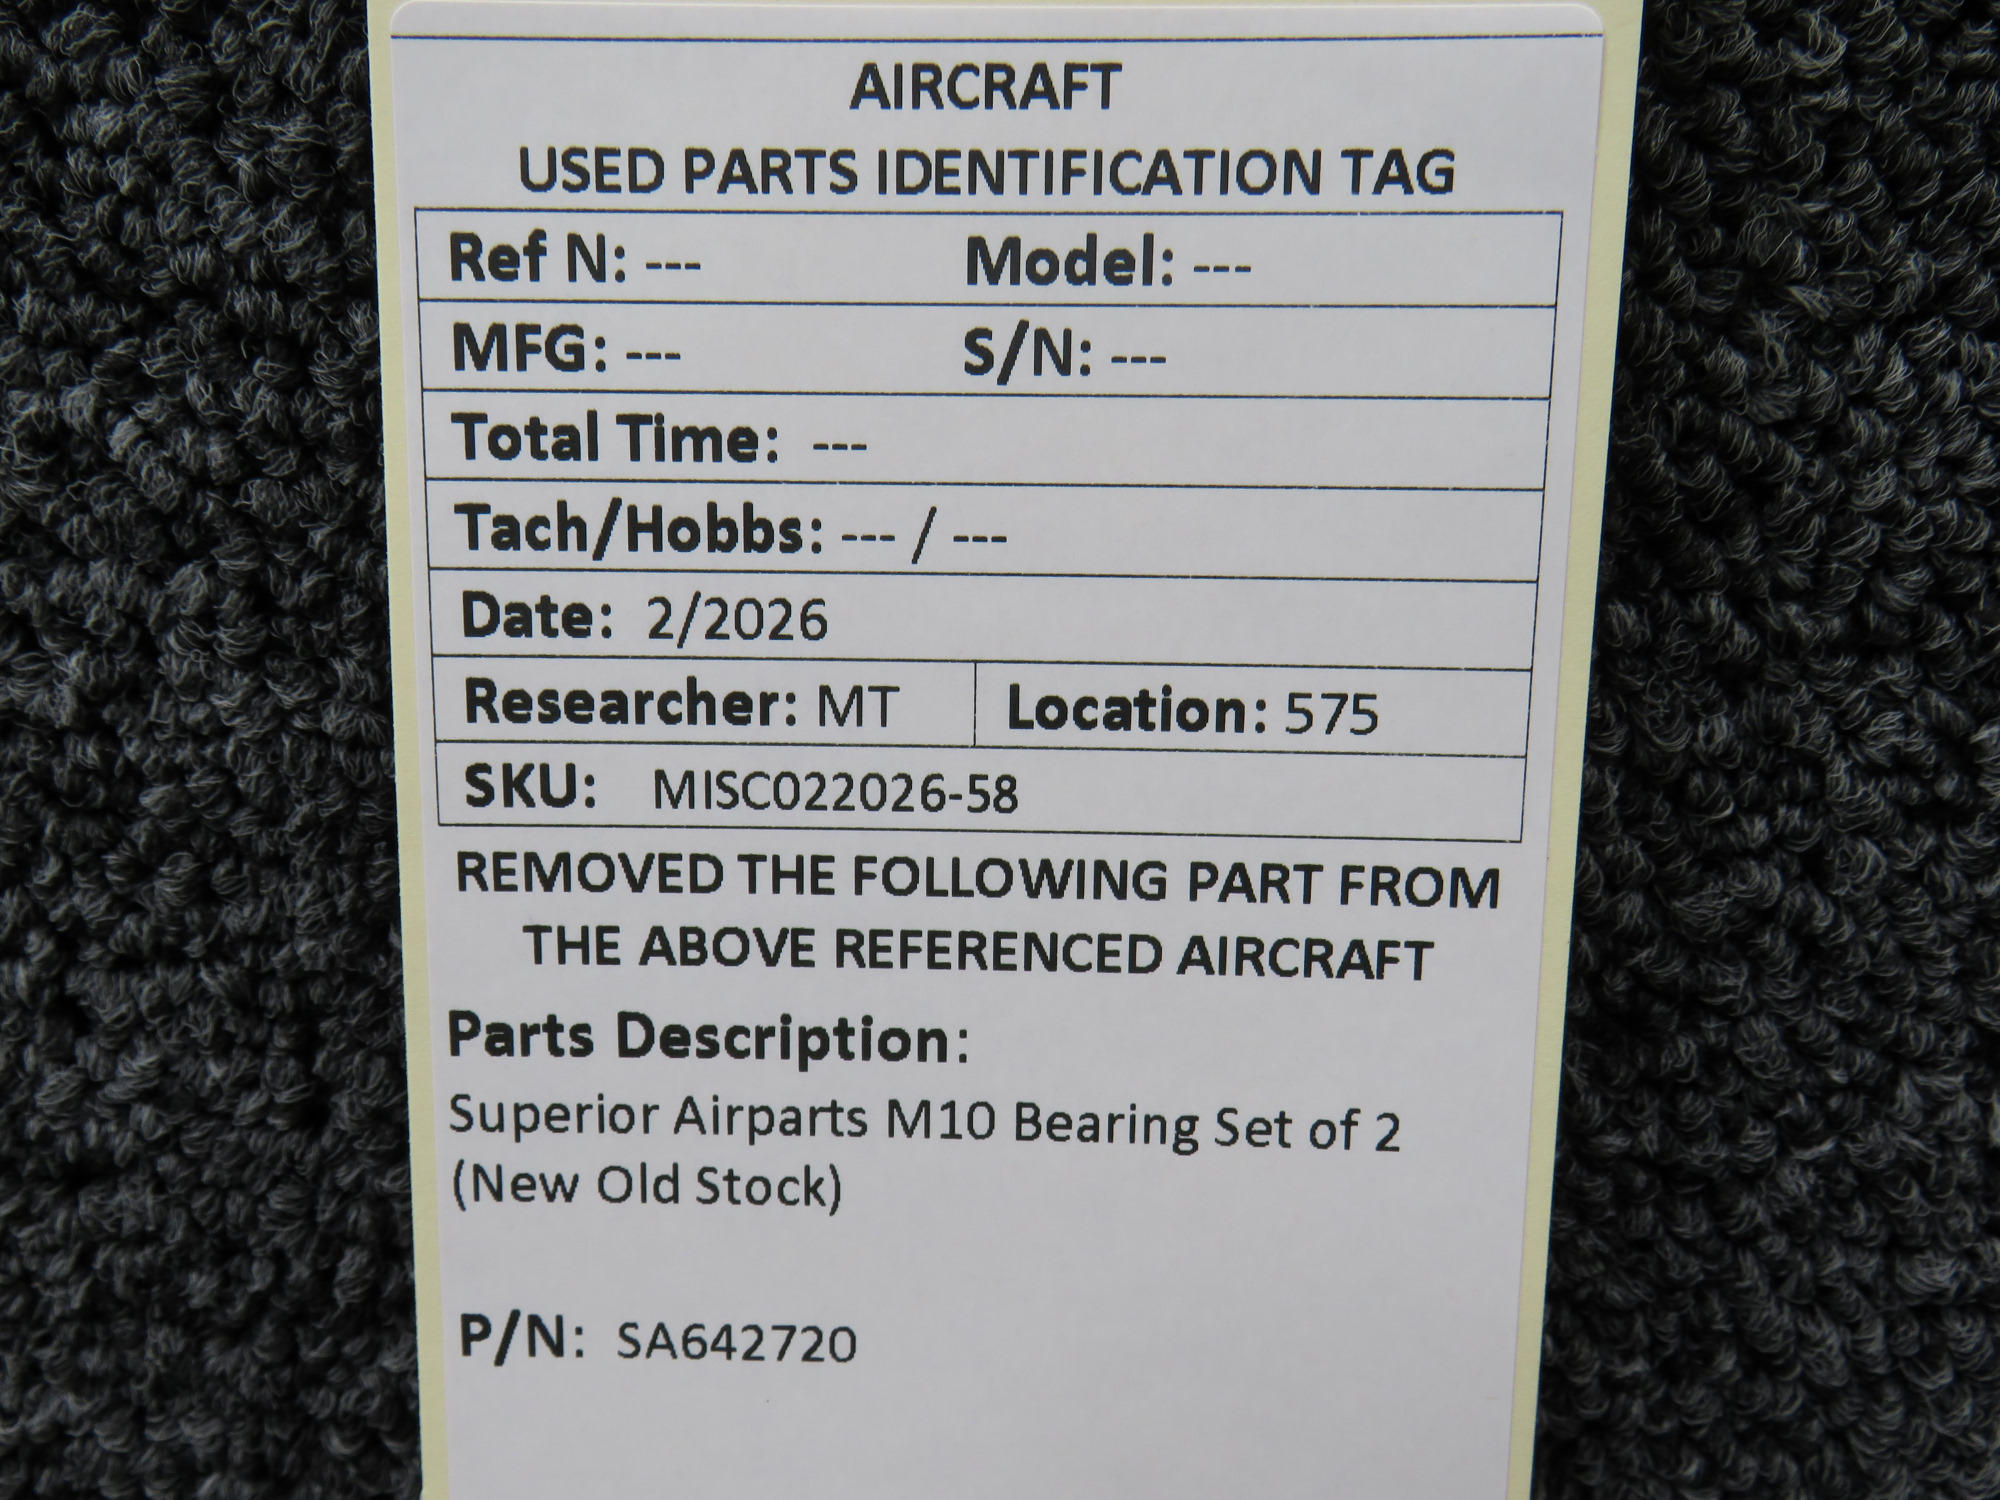 AIRCRAFT
USED PARTS IDENTIFICATION TAG
Ref N: --- Model: ---
MFG: --- S/N: ---
Total Time: ---
Tach/Hobbs: --- / ---
Date: 2/2026
Researcher: MT Location: 575
SKU: MISC022026-58
REMOVED THE FOLLOWING PART FROM
THE ABOVE REFERENCED AIRCRAFT
Parts Description:
Superior Airparts M10 Bearing Set of 2
(New Old Stock)
P/N: SA642720